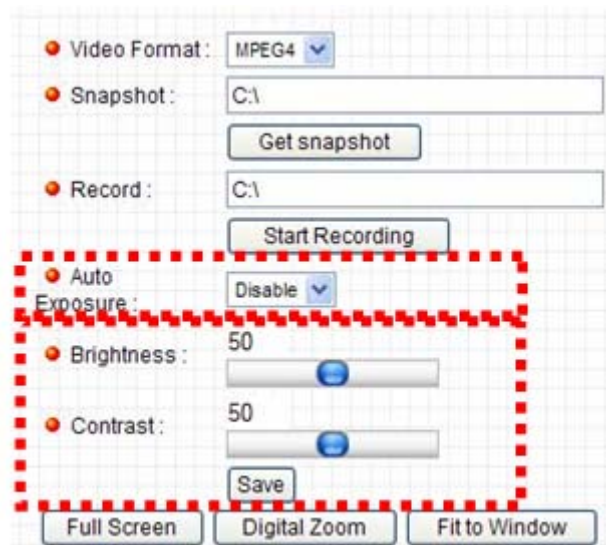 Video Format : MPEG4
Snapshot : C:\
Get snapshot
Record : C:\
Start Recording
Auto
Exposure : Disable
50
Brightness :
50
Contrast :
Save
Full Screen Digital Zoom Fit to Window